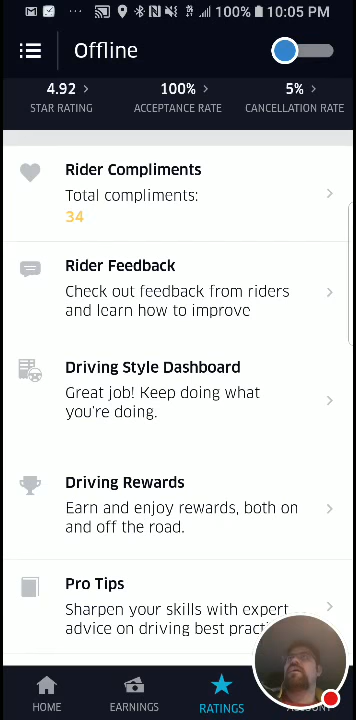 100% 10:05 PM
Offline
4.92 100% 5%
STAR RATING ACCEPTANCE RATE CANCELLATION RATE
Rider Compliments
Total compliments:
34
Rider Feedback
Check out feedback from riders
and learn how to improve
Driving Style Dashboard
Great job! Keep doing what
you're doing.
Driving Rewards
Earn and enjoy rewards, both on
and off the road.
Pro Tips
Sharpen your skills with expert
advice on driving best
HOME EARNINGS RATINGS